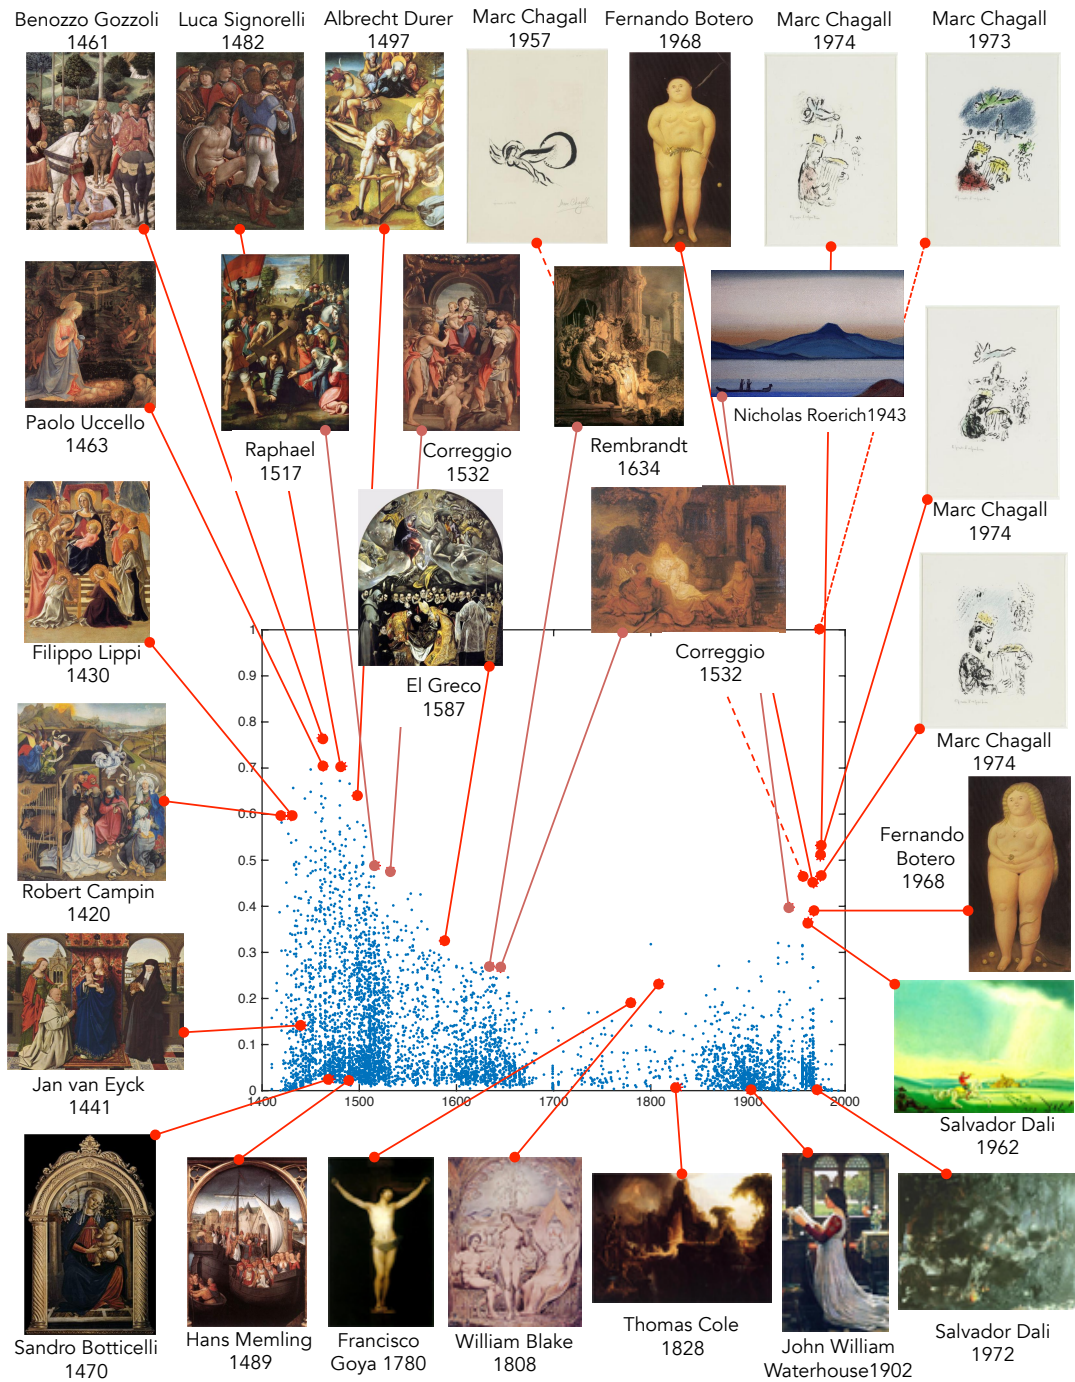 Benozzo Gozzoli
1461
Luca Signorelli
1482
Albrecht Durer
1497
Marc Chagall
1957
Fernando Botero
1968
Marc Chagall
1974
Marc Chagall
1973
Paolo Uccello
1463
Raphael
1517
Correggio
1532
Rembrandt
1634
Nicholas Roerich1943
Marc Chagall
1974
Filippo Lippi
1430
El Greco
1587
Correggio
1532
Marc Chagall
1974
Robert Campin
1420
Fernando
Botero
1968
Jan van Eyck
1441
Salvador Dali
1962
1
0.9
0.8
0.7
0.6
0.5
0.4
0.3
0.2
0.1
0
1400
1500
1600
1700
1800
1900
2000
Sandro Botticelli
1470
Hans Memling
1489
Francisco
Goya 1780
William Blake
1808
Thomas Cole
1828
John William
Waterhouse1902
Salvador Dali
1972